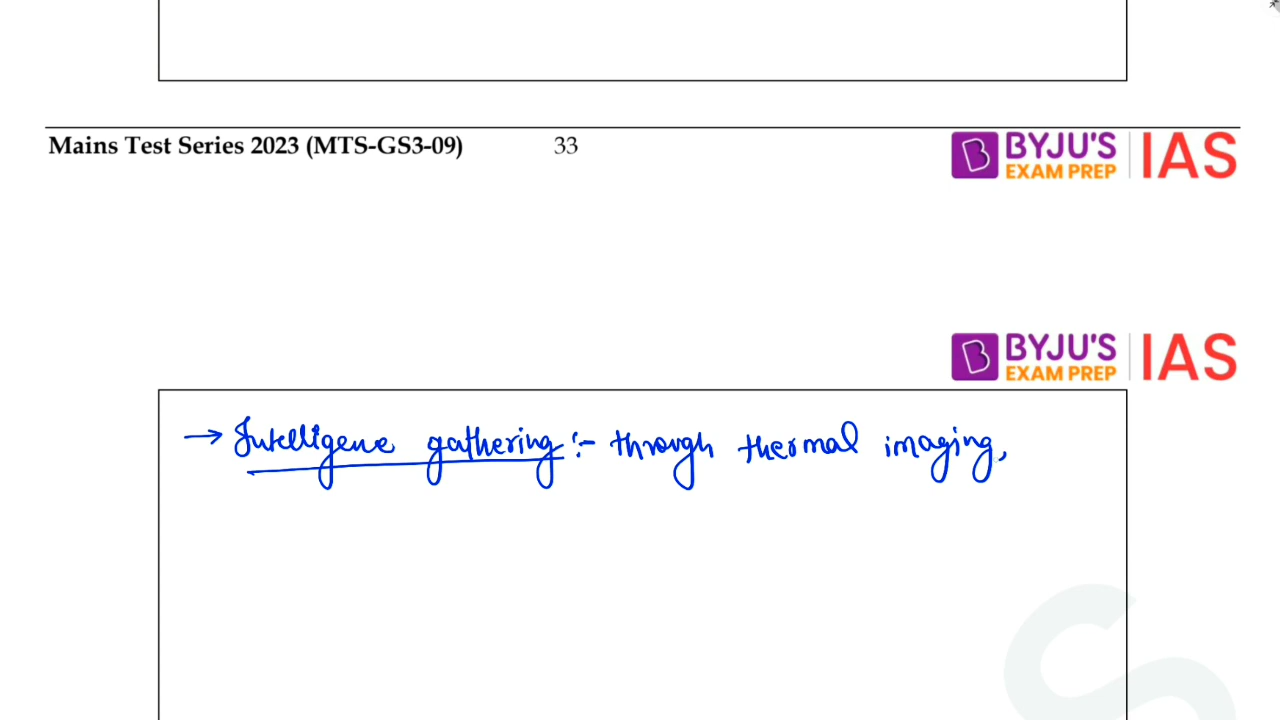 Mains Test Series 2023 (MTS-GS3-09) 33 BYJU'S EXAM PREP IAS
BYJU'S EXAM PREP IAS
→ Intelligene gathering :- through thermal imaging,